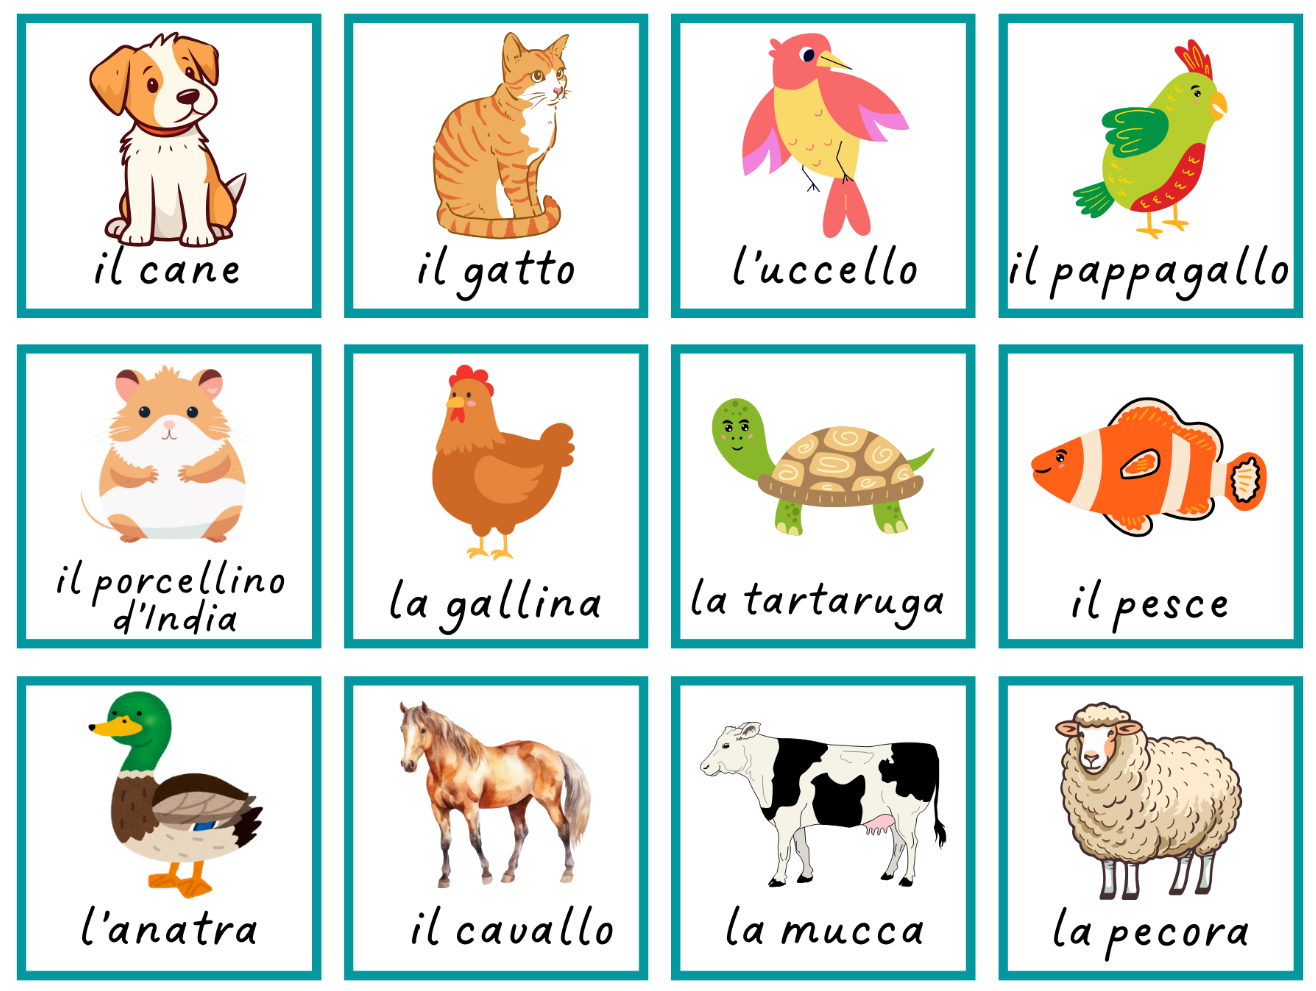 il cane
il gatto
l'uccello
il pappagallo
il porcellino
d'India
la gallina
la tartaruga
il pesce
l'anatra
il cavallo
la mucca
la pecora